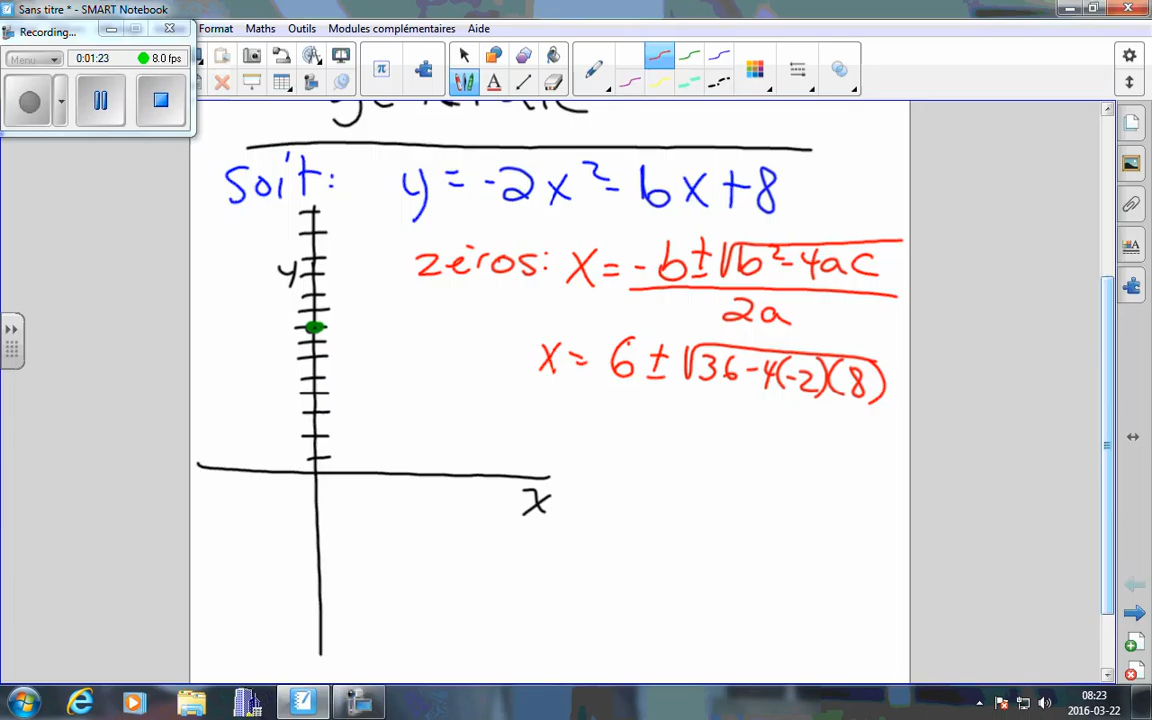 Sans titre * - SMART Notebook
Recording...
Format Maths Outils Modules complémentaires Aide
Menu 0:01:23 8.0 fps
soit: y = -2x² - 6x + 8
y
zéros: x = -b ± √b² - 4ac
2a
x = 6 ± √36 - 4(-2)(8)
x
08:23
2016-03-22